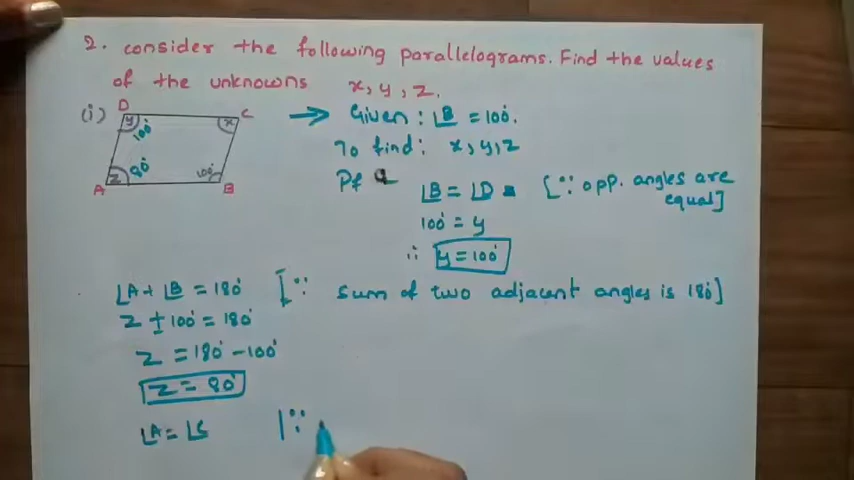 2. consider the following parallelograms. Find the values
of the unknowns x, y, z.
(i) D C
y x
100°
z 80° 100°
A B
→ Given: ∠B = 100°.
To find: x, y, z
Pf
∠B = ∠D [∵ opp. angles are
equal]
100° = y
∴ y = 100°
∠A + ∠B = 180° [∵ sum of two adjacent angles is 180°]
z + 100° = 180°
z = 180° - 100°
z = 80°
∠A = ∠C [∵